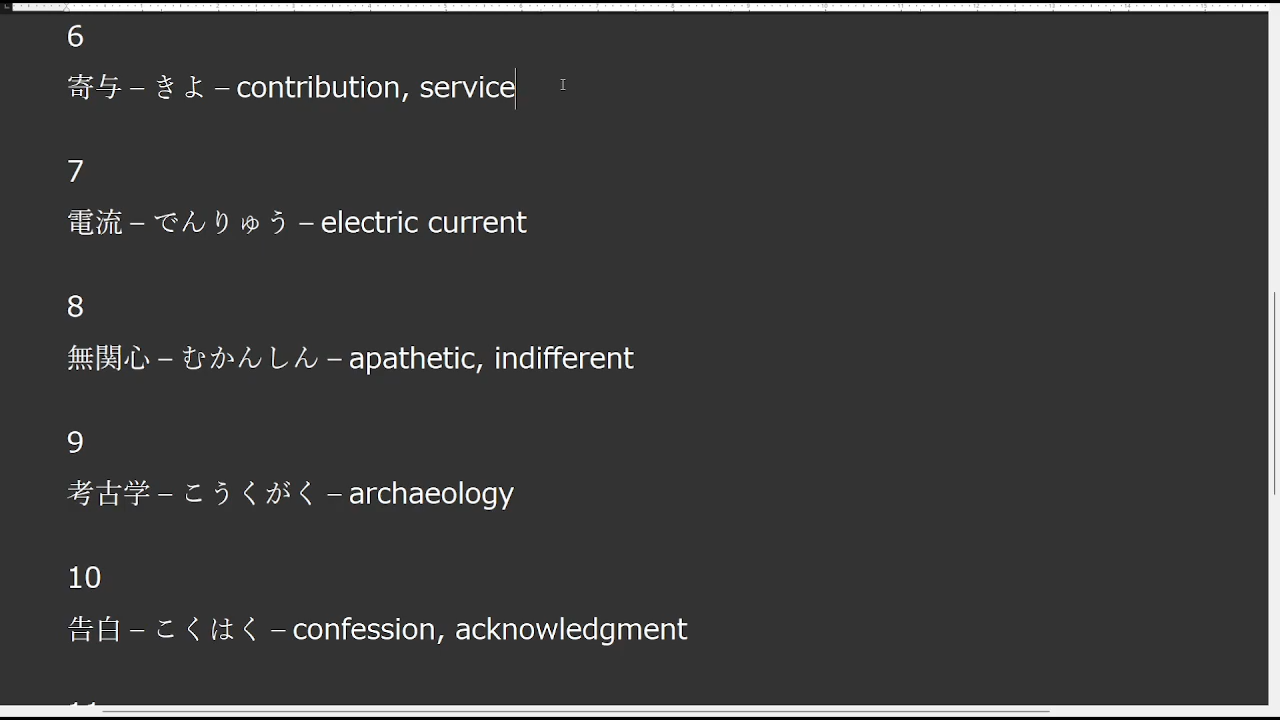 6
寄与 – きよ – contribution, service
7
電流 – でんりゅう – electric current
8
無関心 – むかんしん – apathetic, indifferent
9
考古学 – こうくがく – archaeology
10
告白 – こくはく – confession, acknowledgment